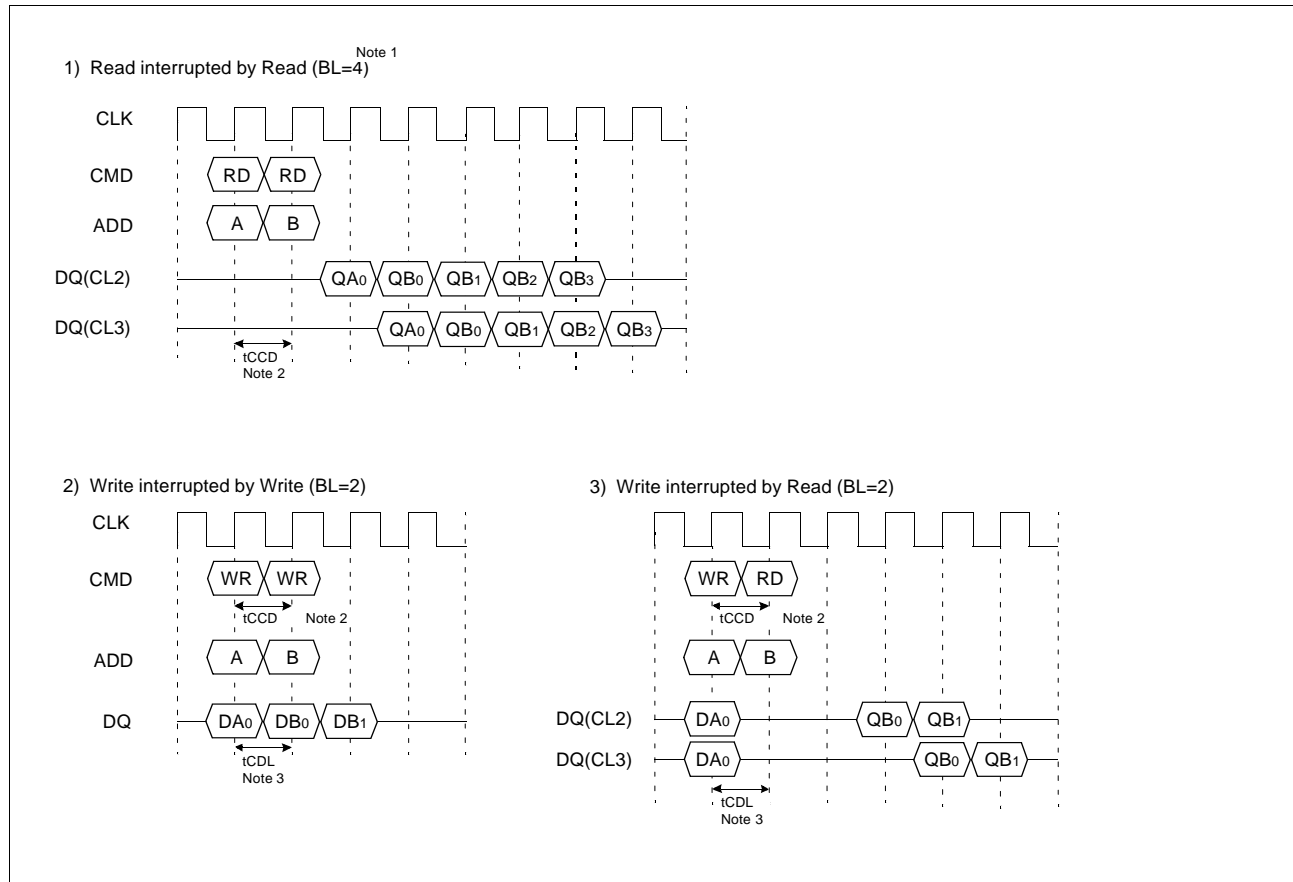 Note 1
1) Read interrupted by Read (BL=4)
CLK
CMD RD RD
ADD A B
DQ(CL2) QA0 QB0 QB1 QB2 QB3
DQ(CL3) QA0 QB0 QB1 QB2 QB3
tCCD
Note 2
2) Write interrupted by Write (BL=2)
CLK
CMD WR WR
tCCD Note 2
ADD A B
DQ DA0 DB0 DB1
tCDL
Note 3
3) Write interrupted by Read (BL=2)
WR RD
tCCD Note 2
A B
DQ(CL2) DA0 QB0 QB1
DQ(CL3) DA0 QB0 QB1
tCDL
Note 3